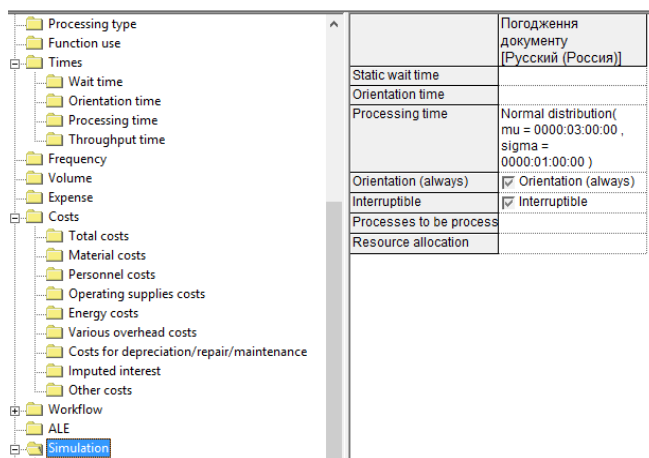 Processing type
Function use
Times
Wait time
Orientation time
Processing time
Throughput time
Frequency
Volume
Expense
Costs
Total costs
Material costs
Personnel costs
Operating supplies costs
Energy costs
Various overhead costs
Costs for depreciation/repair/maintenance
Imputed interest
Other costs
Workflow
ALE
Simulation
Погодження
документу
[Русский (Россия)]
Static wait time
Orientation time
Processing time
Normal distribution(
mu = 0000:03:00:00 ,
sigma =
0000:01:00:00 )
Orientation (always)
Orientation (always)
Interruptible
Interruptible
Processes to be process
Resource allocation